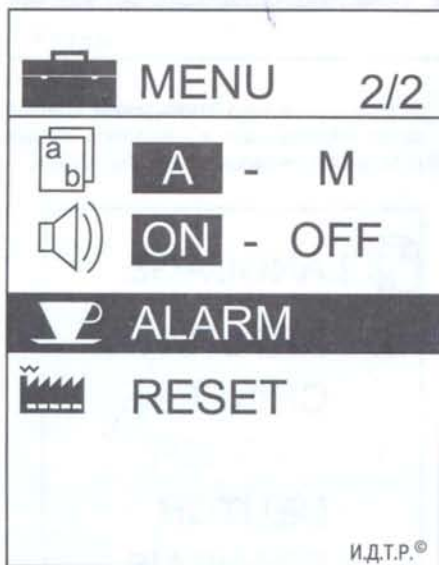 MENU 2/2
a
b
A - M
ON - OFF
ALARM
RESET
И.Д.Т.Р.©